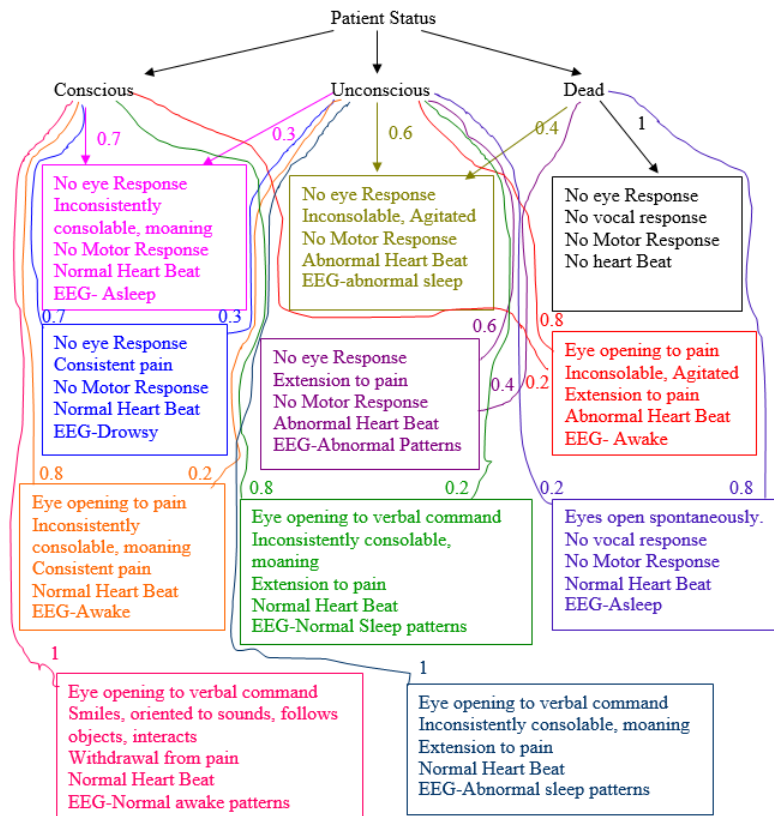 Patient Status
Conscious
Unconscious
Dead
0.7
0.3
0.6
0.4
1
No eye Response
Inconsistently
consolable, moaning
No Motor Response
Normal Heart Beat
EEG- Asleep
No eye Response
Inconsolable, Agitated
No Motor Response
Abnormal Heart Beat
EEG-abnormal sleep
No eye Response
No vocal response
No Motor Response
No heart Beat
0.7
0.3
No eye Response
Consistent pain
No Motor Response
Normal Heart Beat
EEG-Drowsy
0.6
0.4
No eye Response
Extension to pain
No Motor Response
Abnormal Heart Beat
EEG-Abnormal Patterns
0.8
0.2
Eye opening to pain
Inconsolable, Agitated
Extension to pain
Abnormal Heart Beat
EEG- Awake
0.8
0.2
Eye opening to pain
Inconsistently
consolable, moaning
Consistent pain
Normal Heart Beat
EEG-Awake
0.8
0.2
Eye opening to verbal command
Inconsistently consolable,
moaning
Extension to pain
Normal Heart Beat
EEG-Normal Sleep patterns
0.2
0.8
Eyes open spontaneously.
No vocal response
No Motor Response
Normal Heart Beat
EEG-Asleep
1
Eye opening to verbal command
Smiles, oriented to sounds, follows
objects, interacts
Withdrawal from pain
Normal Heart Beat
EEG-Normal awake patterns
1
Eye opening to verbal command
Inconsistently consolable, moaning
Extension to pain
Normal Heart Beat
EEG-Abnormal sleep patterns